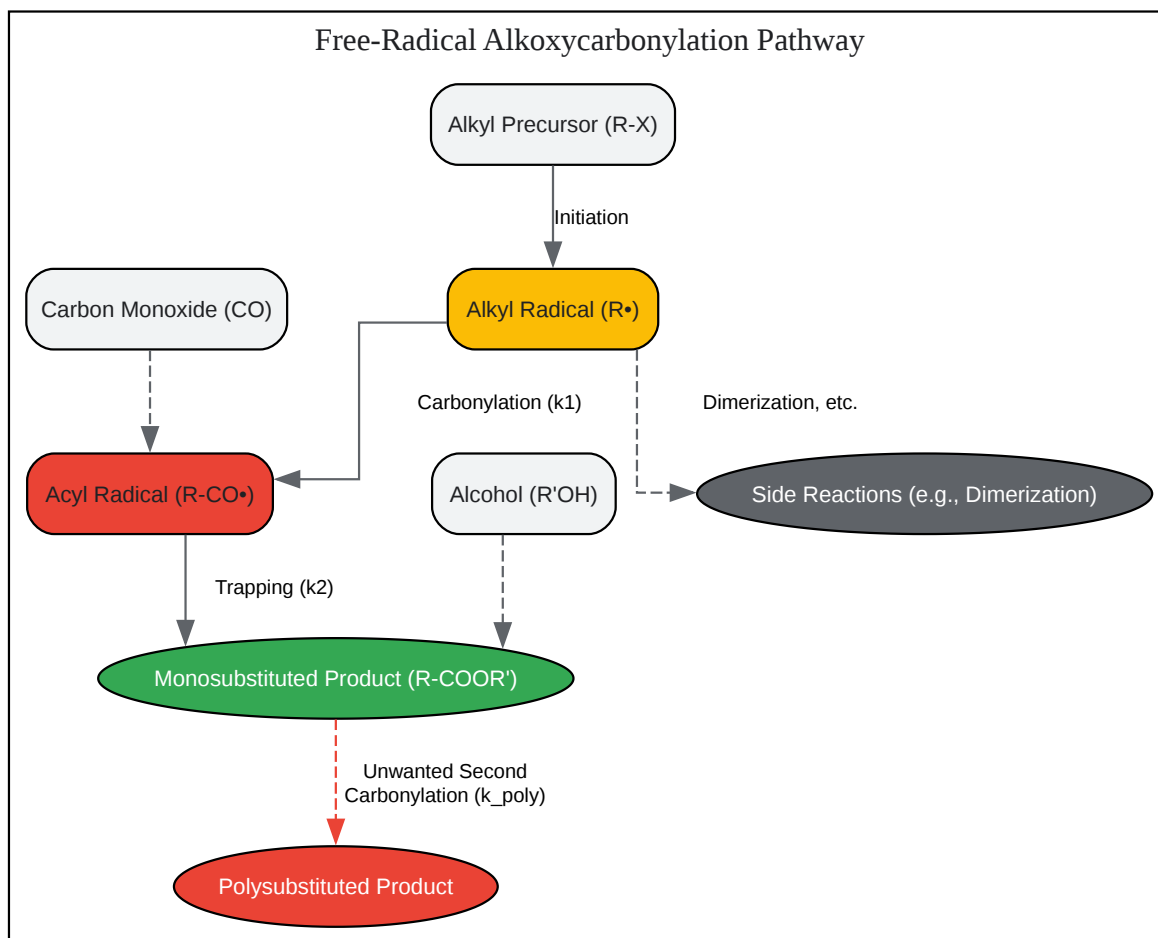 Free-Radical Alkoxycarbonylation Pathway
Alkyl Precursor (R-X)
Initiation
Carbon Monoxide (CO)
Alkyl Radical (R•)
Carbonylation (k1)
Dimerization, etc.
Acyl Radical (R-CO•)
Alcohol (R'OH)
Side Reactions (e.g., Dimerization)
Trapping (k2)
Monosubstituted Product (R-COOR')
Unwanted Second
Carbonylation (k_poly)
Polysubstituted Product